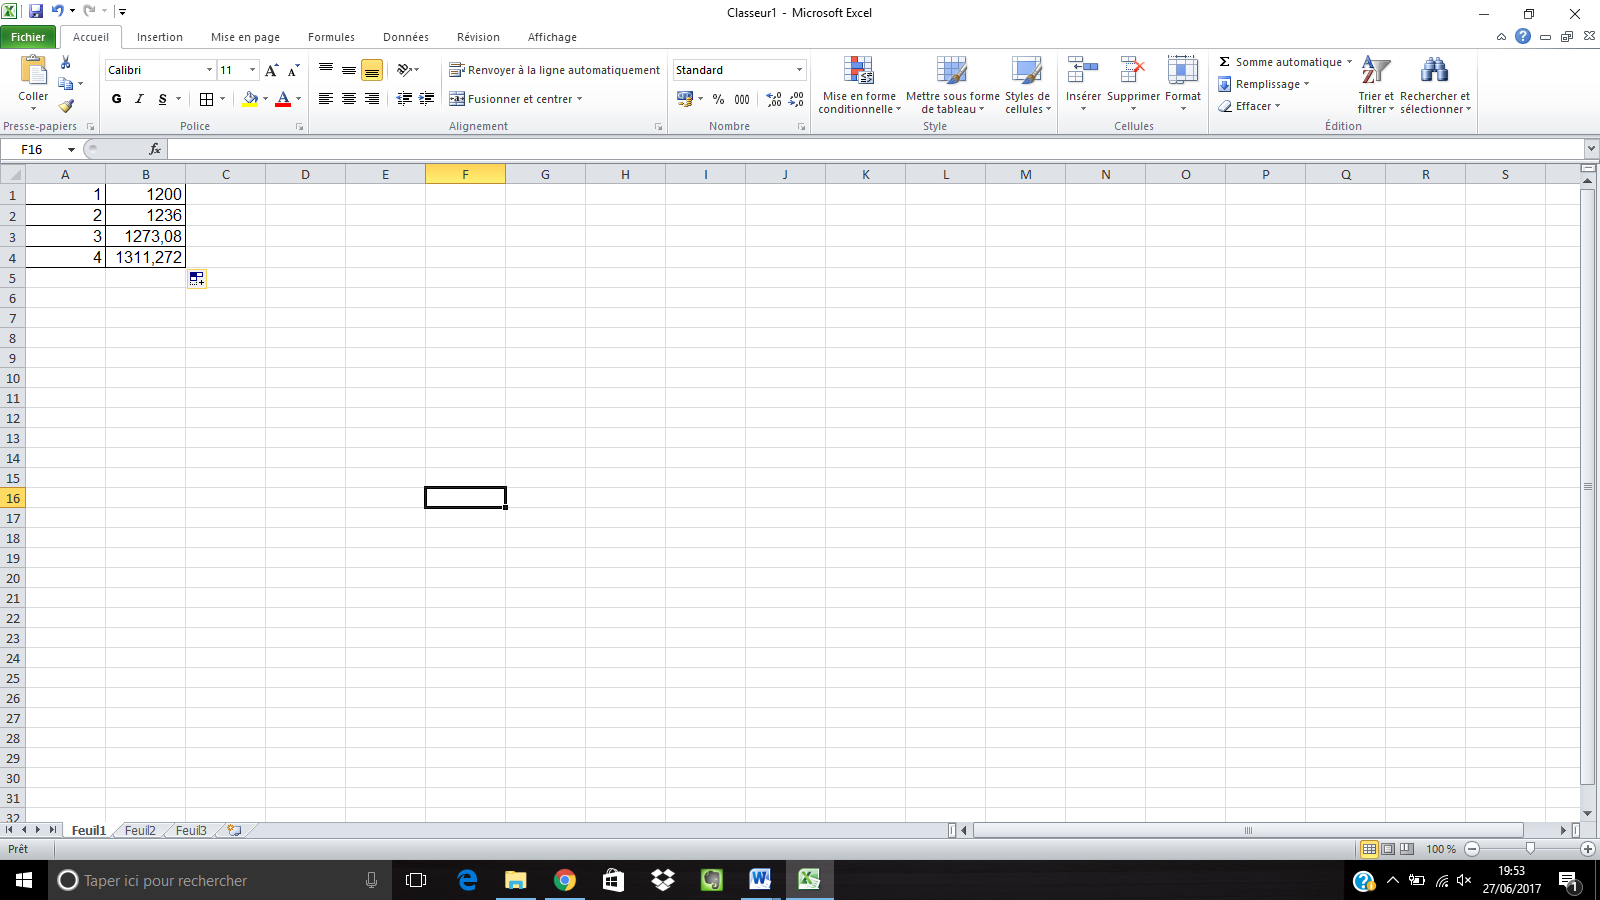 Classeur1 - Microsoft Excel
Fichier Accueil Insertion Mise en page Formules Données Révision Affichage
Coller
Calibri 11
Renvoyer à la ligne automatiquement
Standard
G I S
A
Fusionner et centrer
% 000
Mise en forme conditionnelle
Mettre sous forme de tableau
Styles de cellules
Insérer Supprimer Format
Σ Somme automatique
Remplissage
Effacer
Trier et filtrer
Rechercher et sélectionner
Presse-papiers Police Alignement Nombre Style Cellules Édition
F16 fx
A B C D E F G H I J K L M N O P Q R S
1 1 1200
2 2 1236
3 3 1273,08
4 4 1311,272
5
6
7
8
9
10
11
12
13
14
15
16
17
18
19
20
21
22
23
24
25
26
27
28
29
30
31
32
Feuil1 Feuil2 Feuil3
Prêt 100 %
Taper ici pour rechercher
19:53
27/06/2017
1